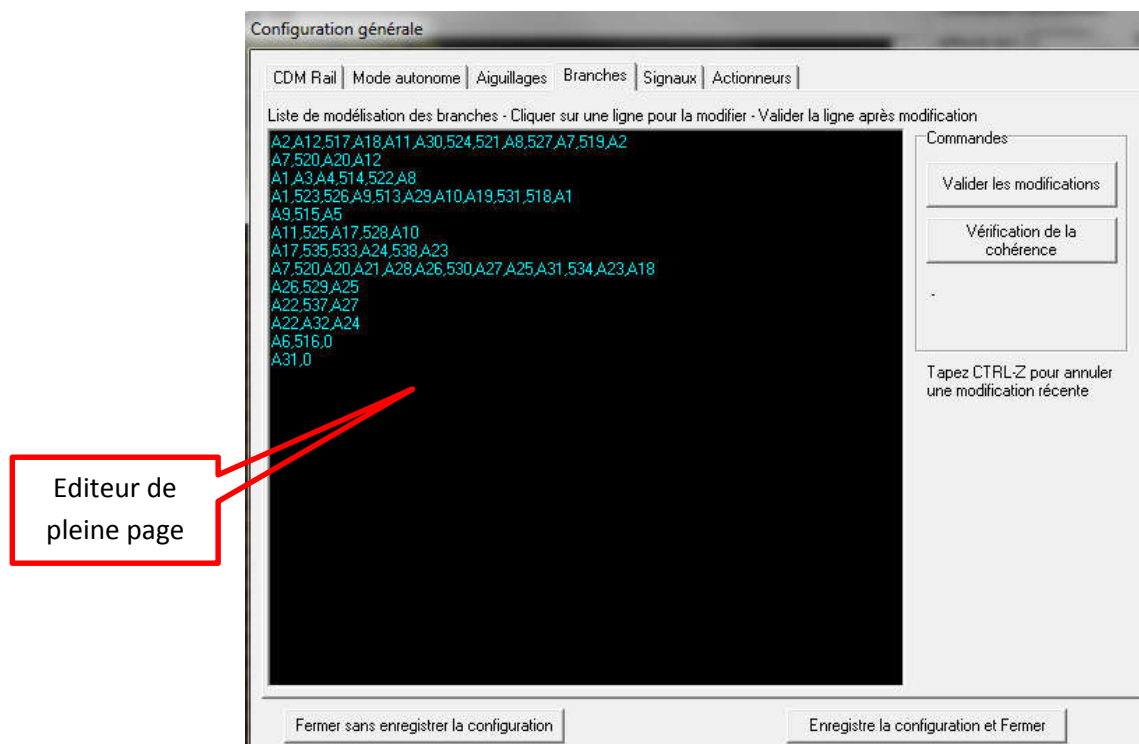 Configuration générale
CDM Rail Mode autonome Aiguillages Branches Signaux Actionneurs
Liste de modélisation des branches - Cliquer sur une ligne pour la modifier - Valider la ligne après modification
A2,A12,517,A18,A11,A30,524,521,A8,527,A7,519,A2
A7,520,A20,A12
A1,A3,A4,514,522,A8
A1,523,526,A9,513,A29,A10,A19,531,518,A1
A9,515,A5
A11,525,A17,528,A10
A17,535,533,A24,538,A23
A7,520,A20,A21,A28,A26,530,A27,A25,A31,534,A23,A18
A26,529,A25
A22,537,A27
A22,A32,A24
A6,516,0
A31,0
Commandes
Valider les modifications
Vérification de la
cohérence
-
Tapez CTRL-Z pour annuler
une modification récente
Editeur de
pleine page
Fermer sans enregistrer la configuration
Enregistre la configuration et Fermer